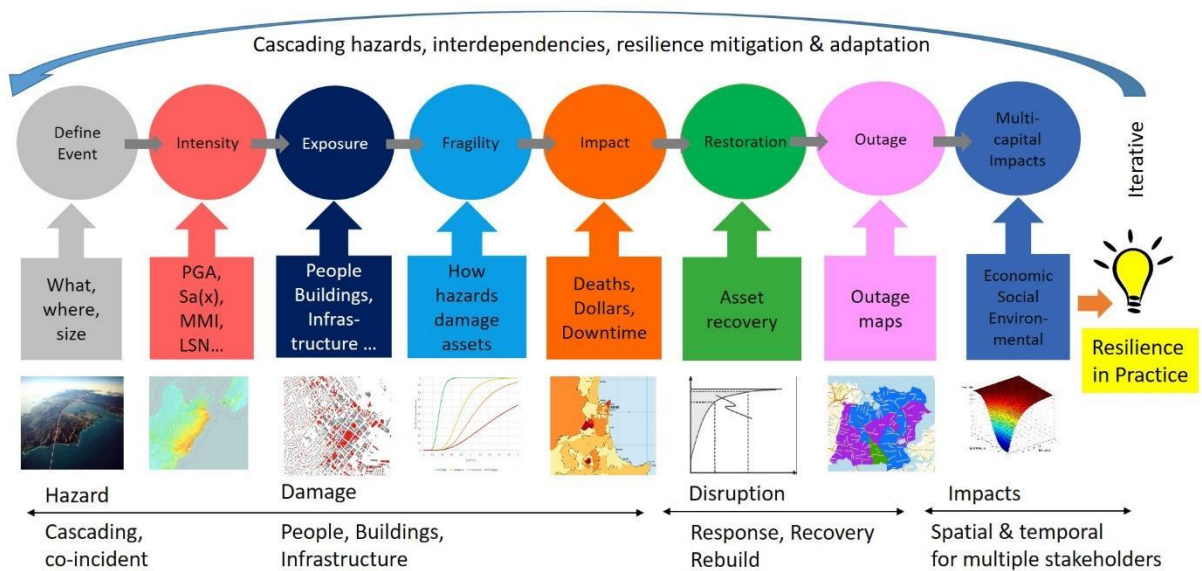 Cascading hazards, interdependencies, resilience mitigation & adaptation
Define
Event
Intensity
Exposure
Fragility
Impact
Restoration
Outage
Multi-
capital
Impacts
Iterative
What,
where,
size
PGA,
Sa(x),
MMI,
LSN...
People
Buildings,
Infras-
tructure ...
How
hazards
damage
assets
Deaths,
Dollars,
Downtime
Asset
recovery
Outage
maps
Economic
Social
Environ-
mental
Resilience
in Practice
Hazard
Damage
Disruption
Impacts
Cascading,
co-incident
People, Buildings,
Infrastructure
Response, Recovery
Rebuild
Spatial & temporal
for multiple stakeholders